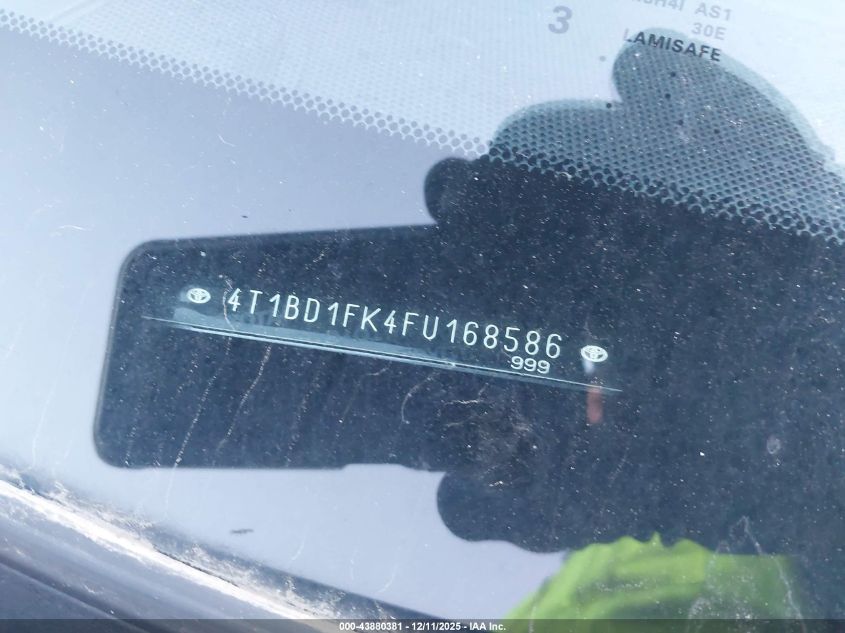 AS1
3
30E
LAMISAFE
4T1BD1FK4FU168586
999
000-43880381 - 12/11/2025 - IAA Inc.